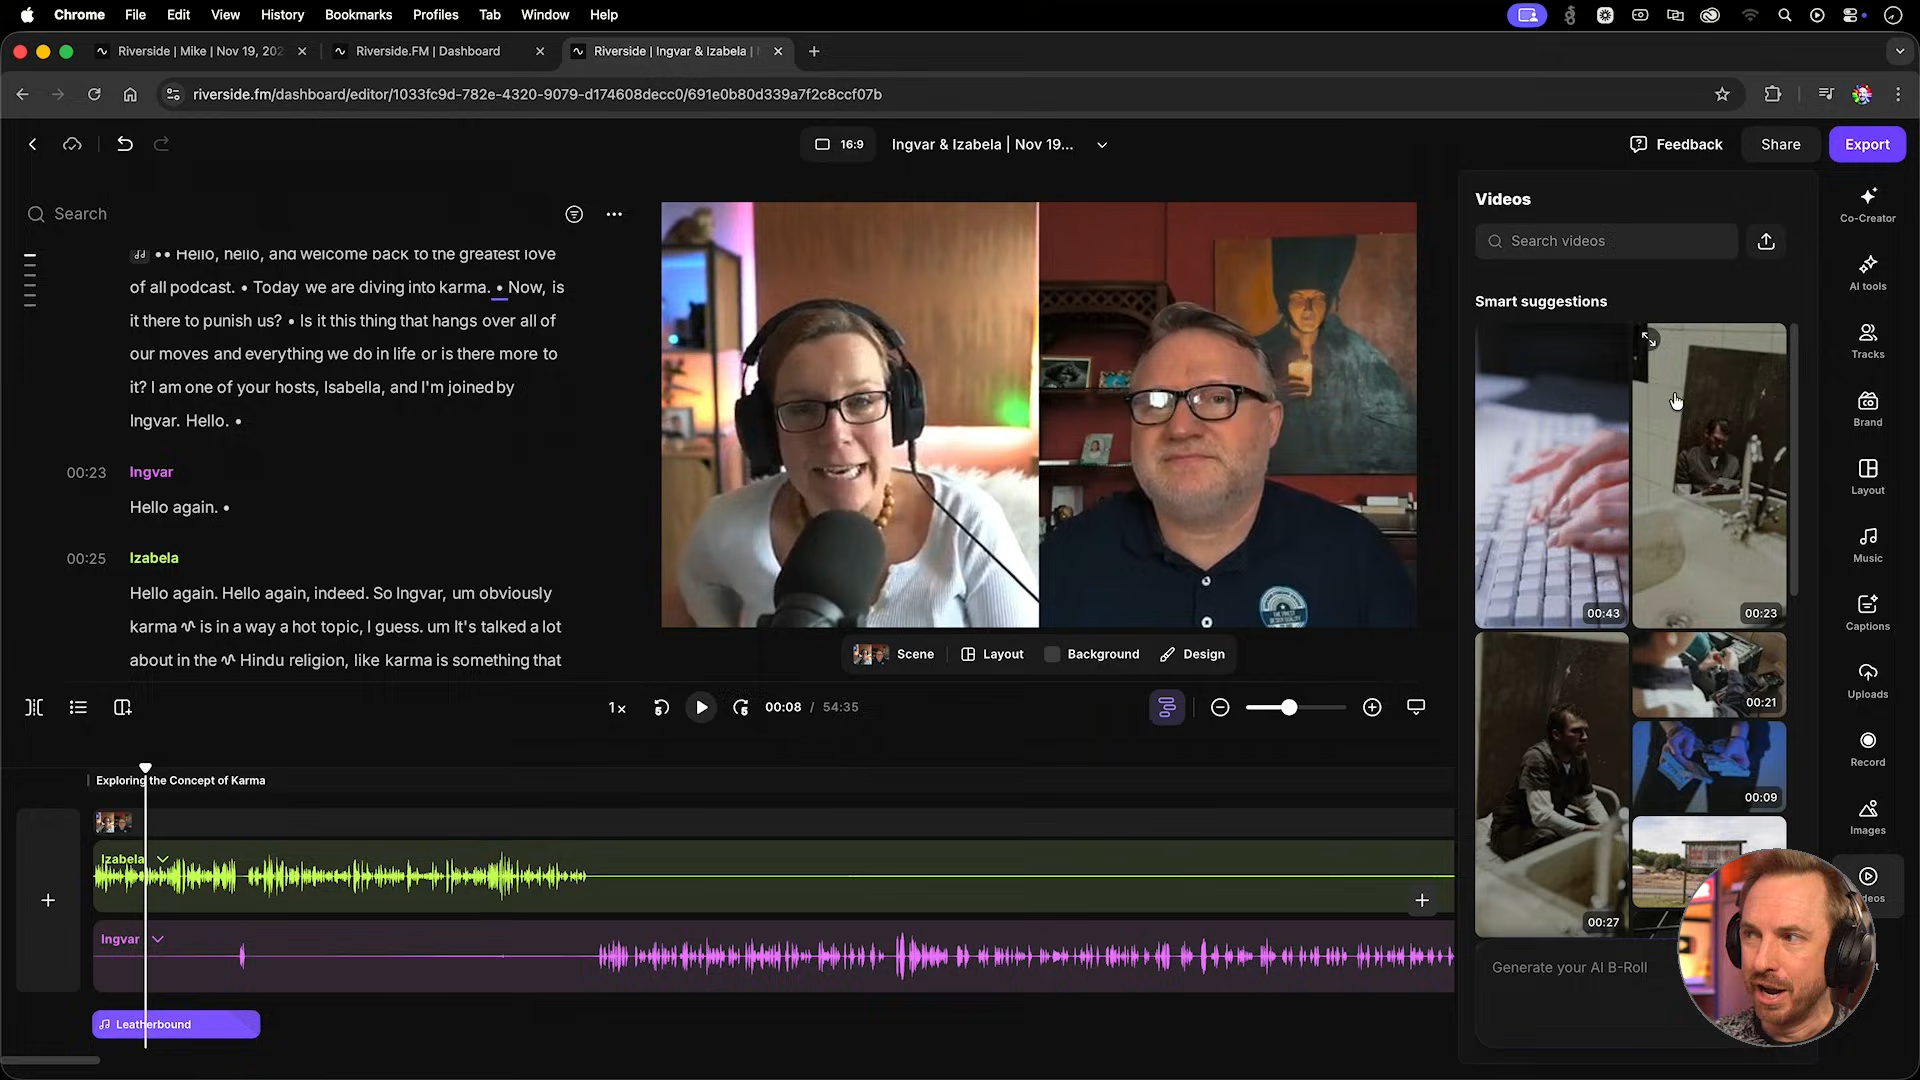 Chrome File Edit View History Bookmarks Profiles Tab Window Help
Riverside | Mike | Nov 19, 202
Riverside.FM | Dashboard
Riverside | Ingvar & Izabela |
riverside.fm/dashboard/editor/1033fc9d-782e-4320-9079-d174608decc0/691e0b80d339a7f2c8ccf07b
16:9
Ingvar & Izabela | Nov 19...
Feedback
Share
Export
Search
•• Hello, hello, and welcome back to the greatest love
of all podcast. • Today we are diving into karma. • Now, is
it there to punish us? • Is it this thing that hangs over all of
our moves and everything we do in life or is there more to
it? I am one of your hosts, Isabella, and I'm joined by
Ingvar. Hello. •
00:23 Ingvar
Hello again. •
00:25 Izabela
Hello again. Hello again, indeed. So Ingvar, um obviously
karma is in a way a hot topic, I guess. um It's talked a lot
about in the Hindu religion, like karma is something that
Scene
Layout
Background
Design
1x
5
5
00:08 / 54:35
Exploring the Concept of Karma
Izabela
Ingvar
Leatherbound
Videos
Search videos
Smart suggestions
00:43
00:23
00:21
00:09
00:27
Generate your AI B-Roll
Co-Creator
AI tools
Tracks
Brand
Layout
Music
Captions
Uploads
Record
Images